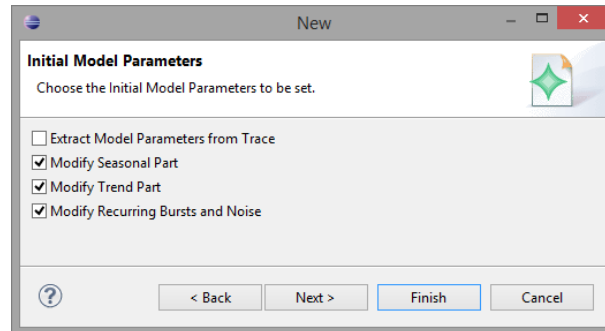 New
Initial Model Parameters
Choose the Initial Model Parameters to be set.
Extract Model Parameters from Trace
Modify Seasonal Part
Modify Trend Part
Modify Recurring Bursts and Noise
? < Back Next > Finish Cancel